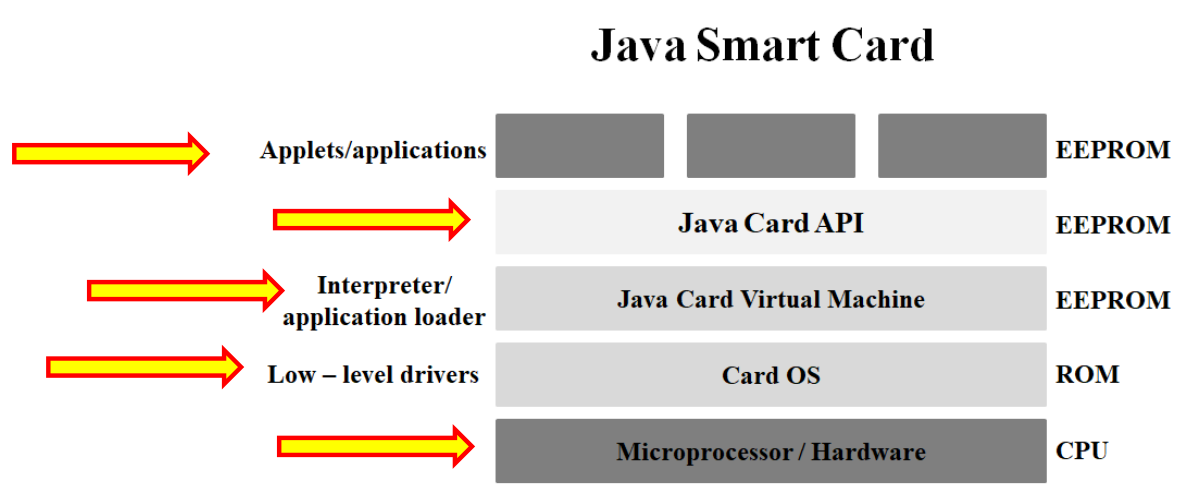 Java Smart Card
Applets/applications EEPROM
Java Card API EEPROM
Interpreter/
application loader Java Card Virtual Machine EEPROM
Low – level drivers Card OS ROM
Microprocessor / Hardware CPU